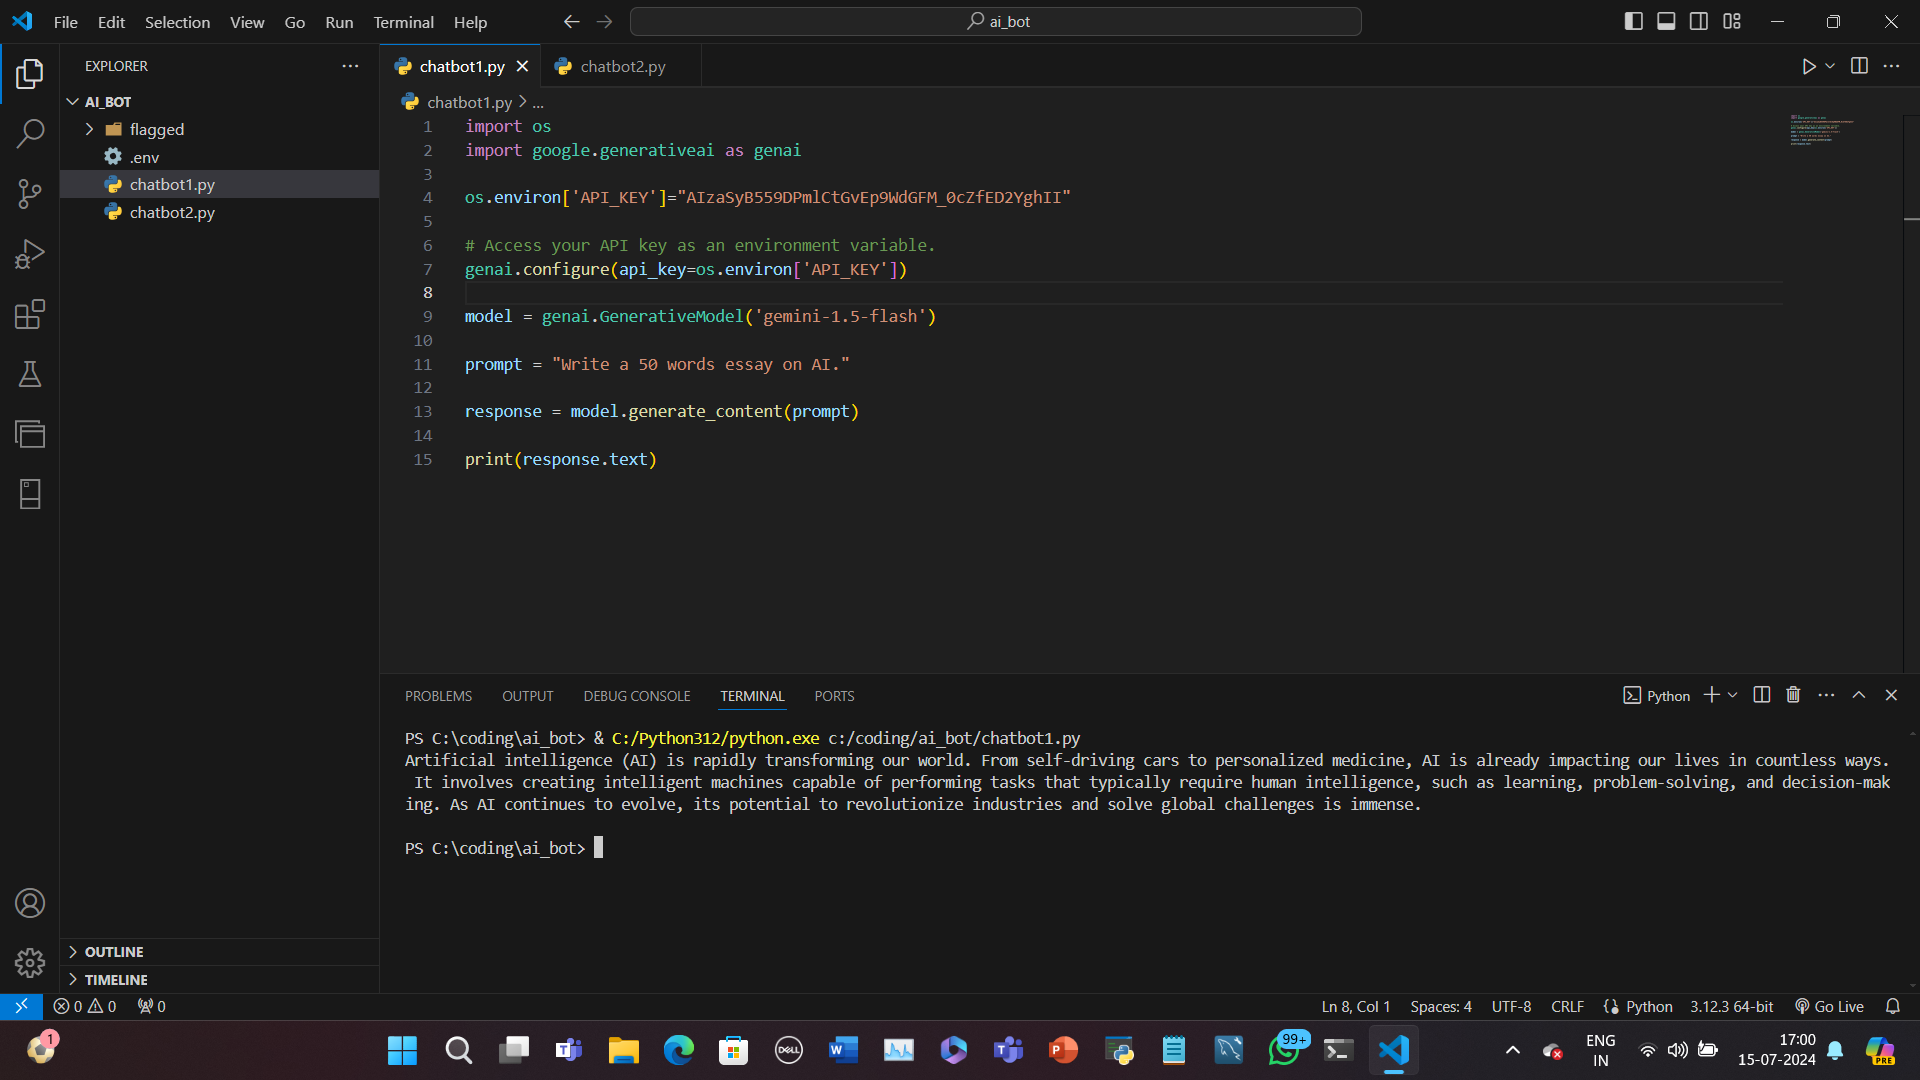 File Edit Selection View Go Run Terminal Help
ai_bot
EXPLORER
AI_BOT
flagged
.env
chatbot1.py
chatbot2.py
OUTLINE
TIMELINE
chatbot1.py
chatbot2.py
chatbot1.py > ...
1 import os
2 import google.generativeai as genai
3
4 os.environ['API_KEY']="AIzaSyB559DPmlCtGvEp9WdGFM_0cZfED2YghII"
5
6 # Access your API key as an environment variable.
7 genai.configure(api_key=os.environ['API_KEY'])
8
9 model = genai.GenerativeModel('gemini-1.5-flash')
10
11 prompt = "Write a 50 words essay on AI."
12
13 response = model.generate_content(prompt)
14
15 print(response.text)
PROBLEMS OUTPUT DEBUG CONSOLE TERMINAL PORTS
Python
PS C:\coding\ai_bot> & C:/Python312/python.exe c:/coding/ai_bot/chatbot1.py
Artificial intelligence (AI) is rapidly transforming our world. From self-driving cars to personalized medicine, AI is already impacting our lives in countless ways.
It involves creating intelligent machines capable of performing tasks that typically require human intelligence, such as learning, problem-solving, and decision-mak
ing. As AI continues to evolve, its potential to revolutionize industries and solve global challenges is immense.
PS C:\coding\ai_bot>
0 0 0
Ln 8, Col 1 Spaces: 4 UTF-8 CRLF Python 3.12.3 64-bit Go Live
1
DELL
W
P
99+
ENG
IN
17:00
15-07-2024
PRE